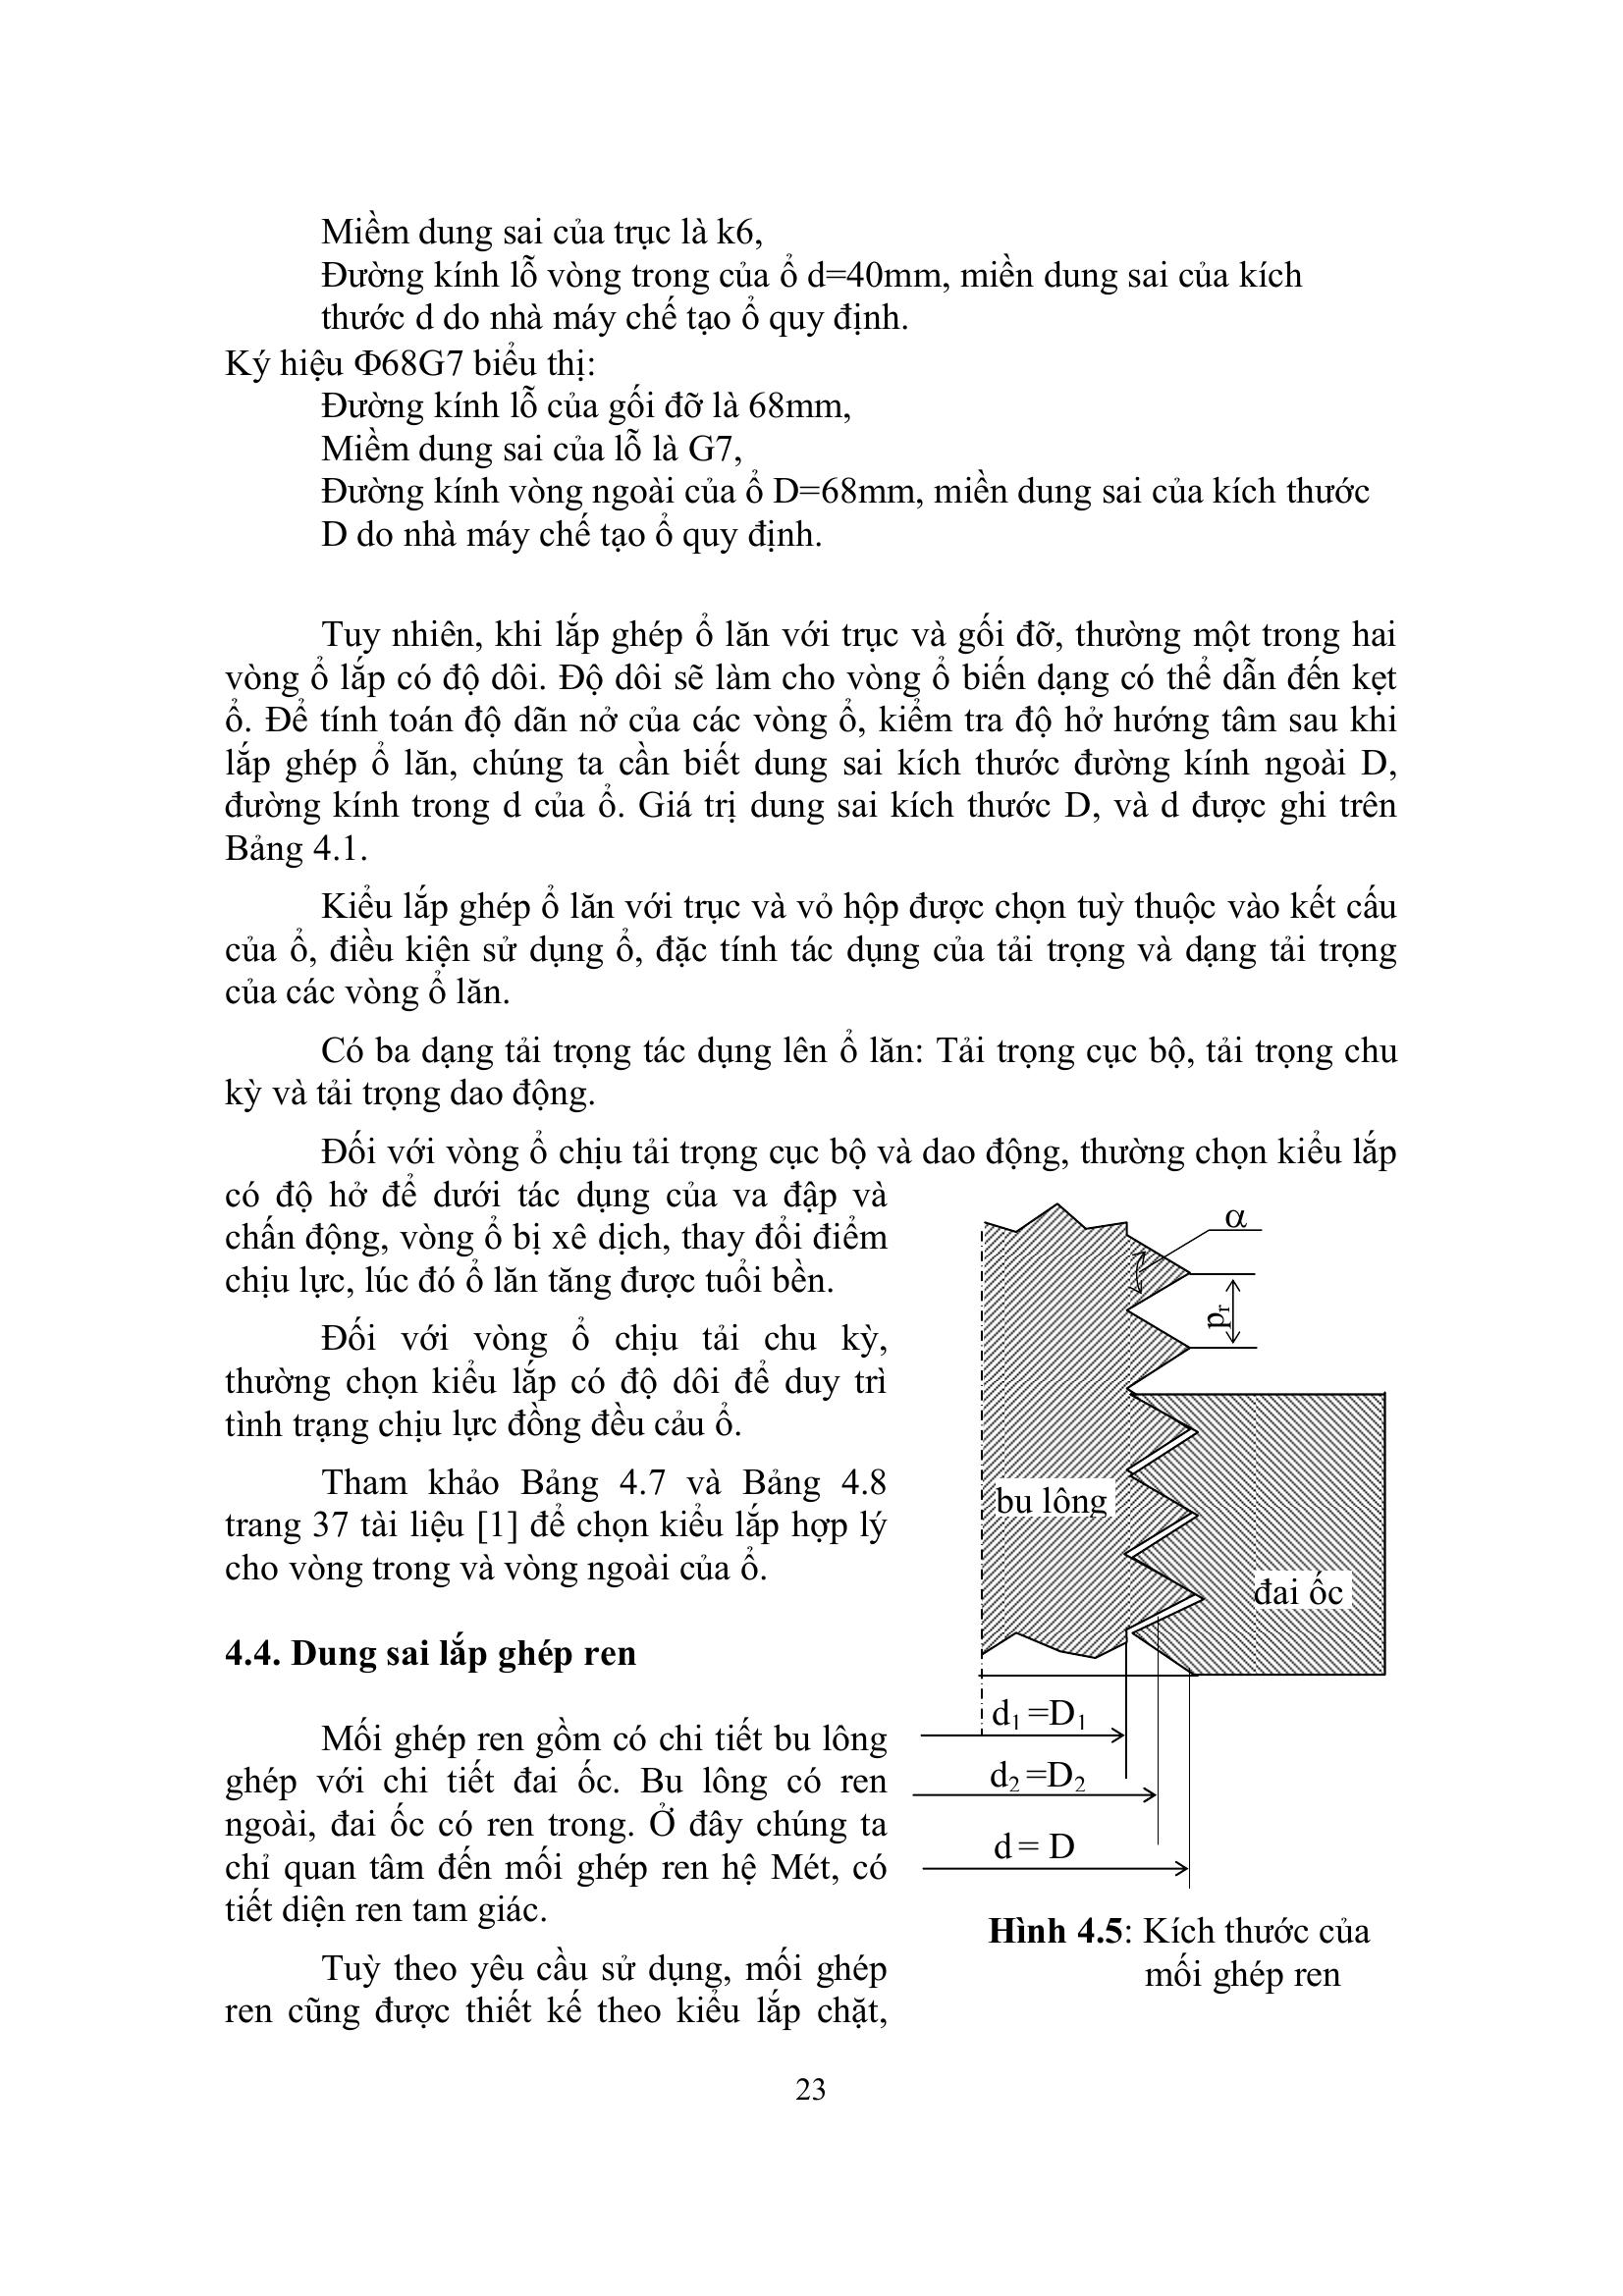 Miềm dung sai của trục là k6,
Đường kính lỗ vòng trong của ổ d=40mm, miền dung sai của kích
thước d do nhà máy chế tạo ổ quy định.
Ký hiệu Φ68G7 biểu thị:
Đường kính lỗ của gối đỡ là 68mm,
Miềm dung sai của lỗ là G7,
Đường kính vòng ngoài của ổ D=68mm, miền dung sai của kích thước
D do nhà máy chế tạo ổ quy định.
Tuy nhiên, khi lắp ghép ổ lăn với trục và gối đỡ, thường một trong hai
vòng ổ lắp có độ dôi. Độ dôi sẽ làm cho vòng ổ biến dạng có thể dẫn đến kẹt
ổ. Để tính toán độ dãn nở của các vòng ổ, kiểm tra độ hở hướng tâm sau khi
lắp ghép ổ lăn, chúng ta cần biết dung sai kích thước đường kính ngoài D,
đường kính trong d của ổ. Giá trị dung sai kích thước D, và d được ghi trên
Bảng 4.1.
Kiểu lắp ghép ổ lăn với trục và vỏ hộp được chọn tuỳ thuộc vào kết cấu
của ổ, điều kiện sử dụng ổ, đặc tính tác dụng của tải trọng và dạng tải trọng
của các vòng ổ lăn.
Có ba dạng tải trọng tác dụng lên ổ lăn: Tải trọng cục bộ, tải trọng chu
kỳ và tải trọng dao động.
Đối với vòng ổ chịu tải trọng cục bộ và dao động, thường chọn kiểu lắp
có độ hở để dưới tác dụng của va đập và
chấn động, vòng ổ bị xê dịch, thay đổi điểm
chịu lực, lúc đó ổ lăn tăng được tuổi bền.
Đối với vòng ổ chịu tải chu kỳ,
thường chọn kiểu lắp có độ dôi để duy trì
tình trạng chịu lực đồng đều cảu ổ.
Tham khảo Bảng 4.7 và Bảng 4.8
trang 37 tài liệu [1] để chọn kiểu lắp hợp lý
cho vòng trong và vòng ngoài của ổ.
4.4. Dung sai lắp ghép ren
Mối ghép ren gồm có chi tiết bu lông
ghép với chi tiết đai ốc. Bu lông có ren
ngoài, đai ốc có ren trong. Ở đây chúng ta
chỉ quan tâm đến mối ghép ren hệ Mét, có
tiết diện ren tam giác.
Tuỳ theo yêu cầu sử dụng, mối ghép
ren cũng được thiết kế theo kiểu lắp chặt,
α
pr
bu lông
đai ốc
d1 =D1
d2 =D2
d = D
Hình 4.5: Kích thước của
mối ghép ren
23